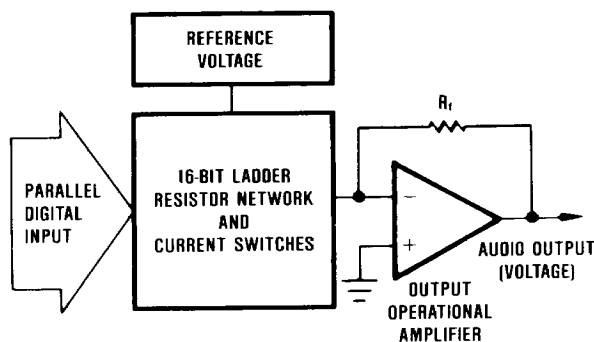 REFERENCE
VOLTAGE
R₁
PARALLEL
DIGITAL
INPUT
16-BIT LADDER
RESISTOR NETWORK
AND
CURRENT SWITCHES
−
+
AUDIO OUTPUT
(VOLTAGE)
OUTPUT
OPERATIONAL
AMPLIFIER